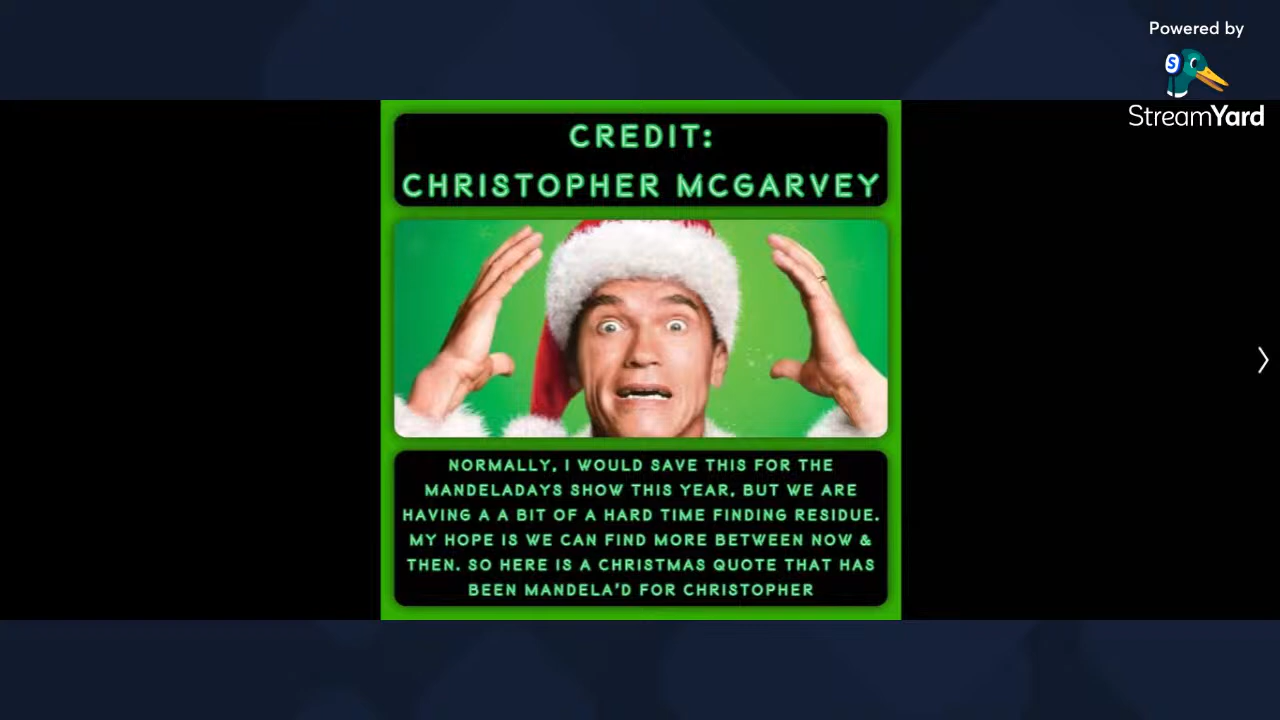 Powered by
S
StreamYard
CREDIT:
CHRISTOPHER MCGARVEY
NORMALLY, I WOULD SAVE THIS FOR THE
MANDELADAYS SHOW THIS YEAR, BUT WE ARE
HAVING A A BIT OF A HARD TIME FINDING RESIDUE.
MY HOPE IS WE CAN FIND MORE BETWEEN NOW &
THEN. SO HERE IS A CHRISTMAS QUOTE THAT HAS
BEEN MANDELA'D FOR CHRISTOPHER